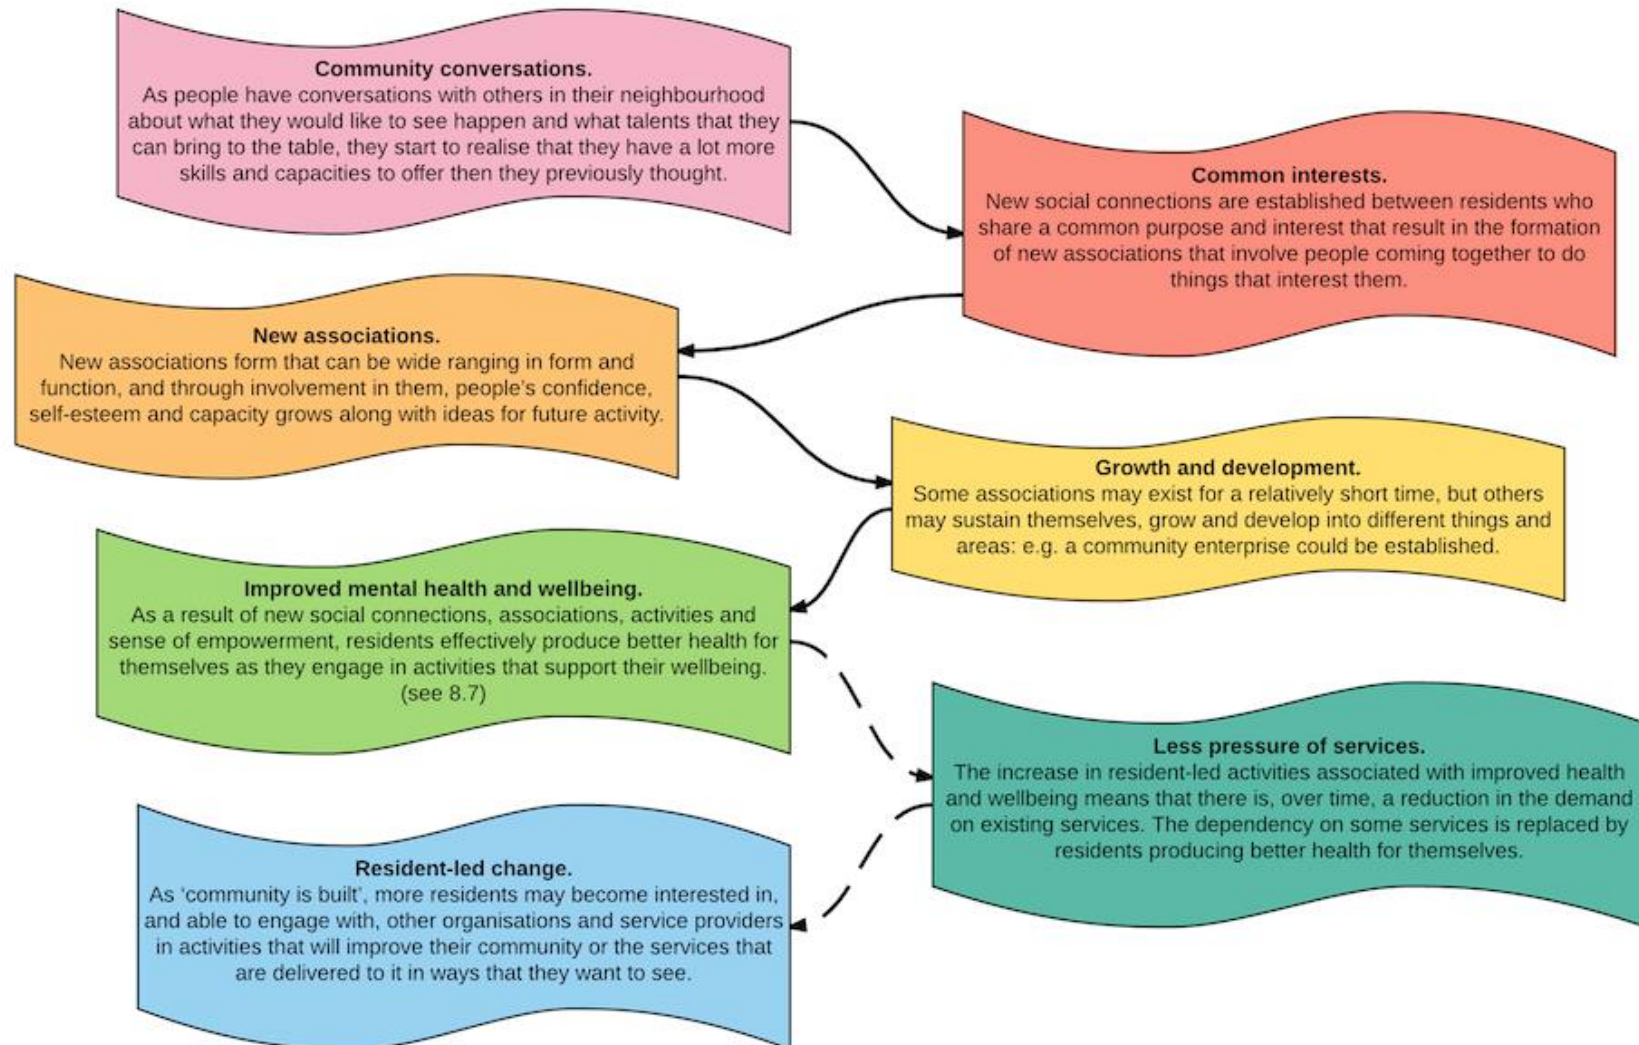 Community conversations.
As people have conversations with others in their neighbourhood
about what they would like to see happen and what talents that they
can bring to the table, they start to realise that they have a lot more
skills and capacities to offer then they previously thought.
Common interests.
New social connections are established between residents who
share a common purpose and interest that result in the formation
of new associations that involve people coming together to do
things that interest them.
New associations.
New associations form that can be wide ranging in form and
function, and through involvement in them, people's confidence,
self-esteem and capacity grows along with ideas for future activity.
Growth and development.
Some associations may exist for a relatively short time, but others
may sustain themselves, grow and develop into different things and
areas: e.g. a community enterprise could be established.
Improved mental health and wellbeing.
As a result of new social connections, associations, activities and
sense of empowerment, residents effectively produce better health for
themselves as they engage in activities that support their wellbeing.
(see 8.7)
Less pressure of services.
The increase in resident-led activities associated with improved health
and wellbeing means that there is, over time, a reduction in the demand
on existing services. The dependency on some services is replaced by
residents producing better health for themselves.
Resident-led change.
As ‘community is built’, more residents may become interested in,
and able to engage with, other organisations and service providers
in activities that will improve their community or the services that
are delivered to it in ways that they want to see.